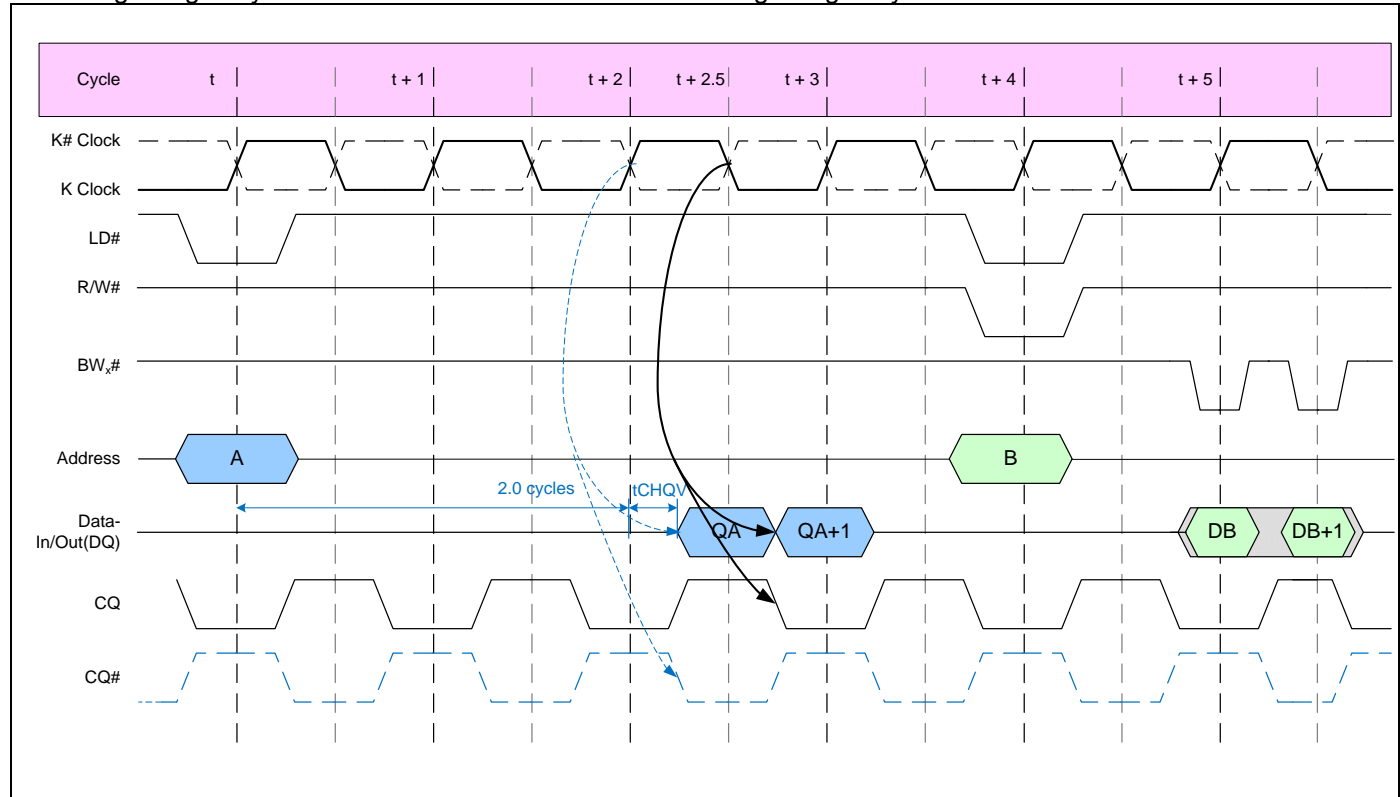 Cycle t t + 1 t + 2 t + 2.5 t + 3 t + 4 t + 5
K# Clock
K Clock
LD#
R/W#
BWx#
Address A B
2.0 cycles tCHQV
Data-
In/Out(DQ) QA QA+1 DB DB+1
CQ
CQ#